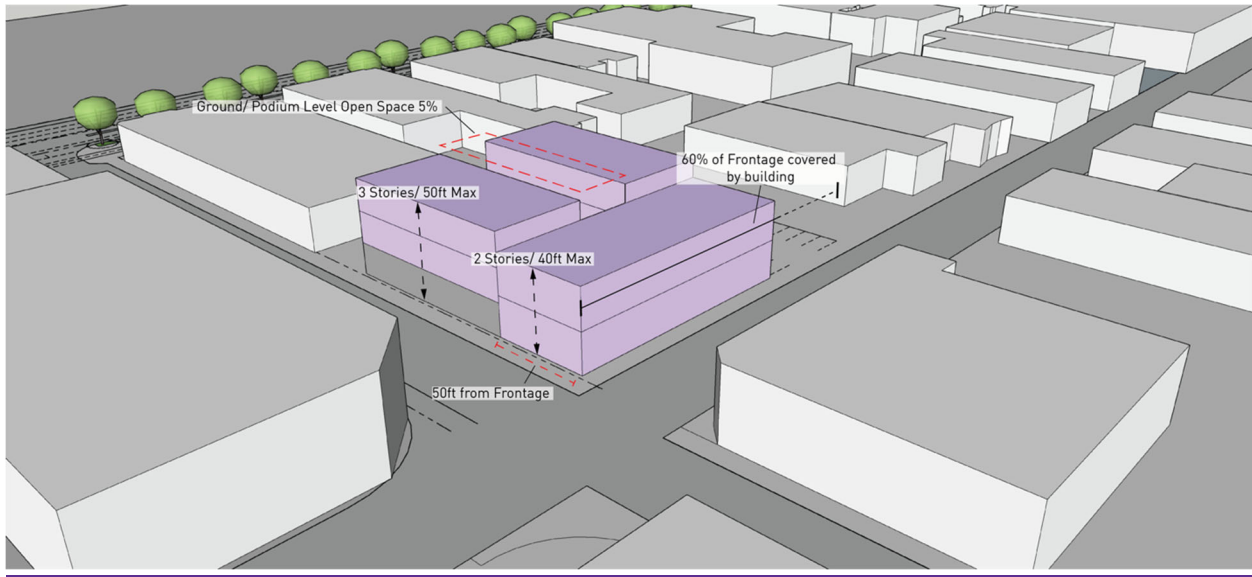 Ground/ Podium Level Open Space 5%
60% of Frontage covered
by building
3 Stories/ 50ft Max
2 Stories/ 40ft Max
50ft from Frontage